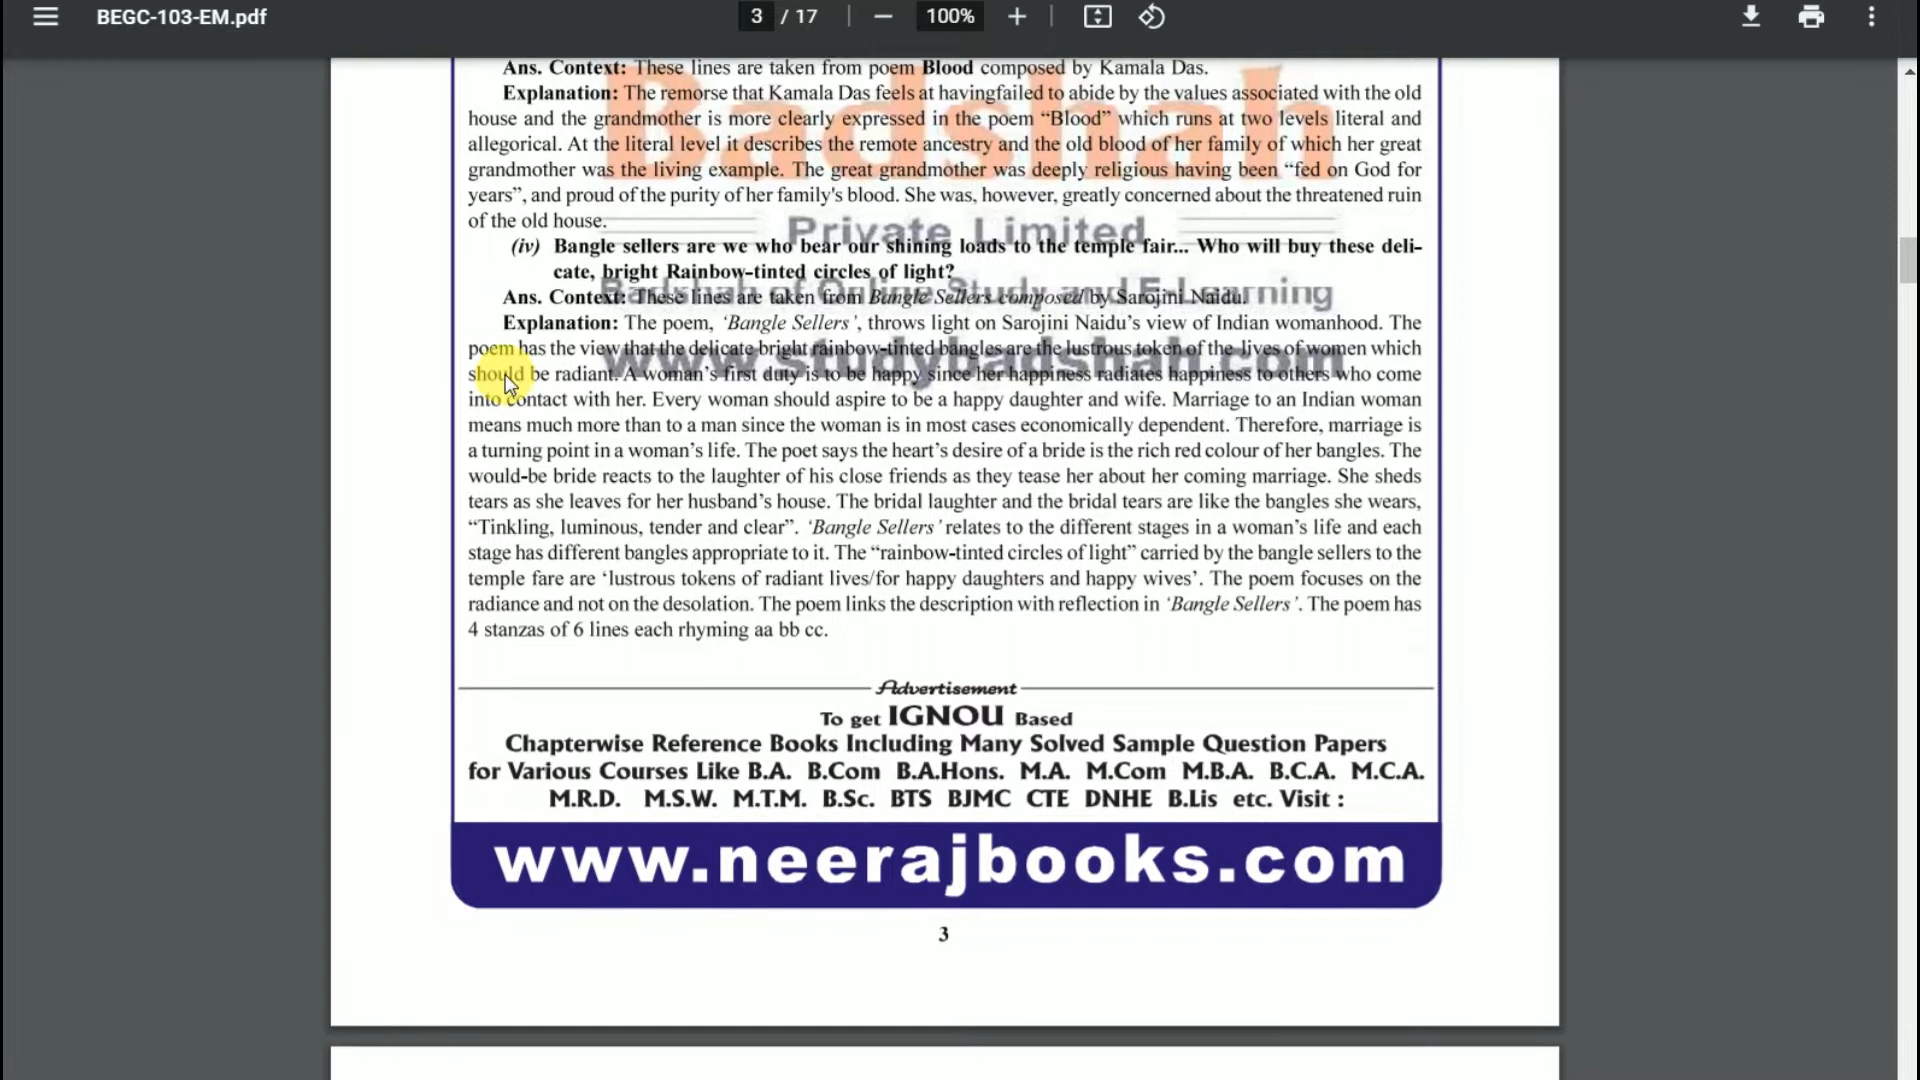 BEGC-103-EM.pdf
3 / 17
100%
Badshah
Ans. Context: These lines are taken from poem Blood composed by Kamala Das.
Explanation: The remorse that Kamala Das feels at havingfailed to abide by the values associated with the old
house and the grandmother is more clearly expressed in the poem “Blood” which runs at two levels literal and
allegorical. At the literal level it describes the remote ancestry and the old blood of her family of which her great
grandmother was the living example. The great grandmother was deeply religious having been “fed on God for
years”, and proud of the purity of her family's blood. She was, however, greatly concerned about the threatened ruin
of the old house.
Private Limited
(iv) Bangle sellers are we who bear our shining loads to the temple fair... Who will buy these deli-
cate, bright Rainbow-tinted circles of light?
Badshah of Online Study and E-Learning
Ans. Context: These lines are taken from Bangle Sellers composed by Sarojini Naidu.
Explanation: The poem, ‘Bangle Sellers’, throws light on Sarojini Naidu’s view of Indian womanhood. The
poem has the view that the delicate bright rainbow-tinted bangles are the lustrous token of the lives of women which
www.studybadshah.com
should be radiant. A woman’s first duty is to be happy since her happiness radiates happiness to others who come
into contact with her. Every woman should aspire to be a happy daughter and wife. Marriage to an Indian woman
means much more than to a man since the woman is in most cases economically dependent. Therefore, marriage is
a turning point in a woman’s life. The poet says the heart’s desire of a bride is the rich red colour of her bangles. The
would-be bride reacts to the laughter of his close friends as they tease her about her coming marriage. She sheds
tears as she leaves for her husband’s house. The bridal laughter and the bridal tears are like the bangles she wears,
“Tinkling, luminous, tender and clear”. ‘Bangle Sellers’ relates to the different stages in a woman’s life and each
stage has different bangles appropriate to it. The “rainbow-tinted circles of light” carried by the bangle sellers to the
temple fare are ‘lustrous tokens of radiant lives/for happy daughters and happy wives’. The poem focuses on the
radiance and not on the desolation. The poem links the description with reflection in ‘Bangle Sellers’. The poem has
4 stanzas of 6 lines each rhyming aa bb cc.
Advertisement
To get IGNOU Based
Chapterwise Reference Books Including Many Solved Sample Question Papers
for Various Courses Like B.A. B.Com B.A.Hons. M.A. M.Com M.B.A. B.C.A. M.C.A.
M.R.D. M.S.W. M.T.M. B.Sc. BTS BJMC CTE DNHE B.Lis etc. Visit :
www.neerajbooks.com
3